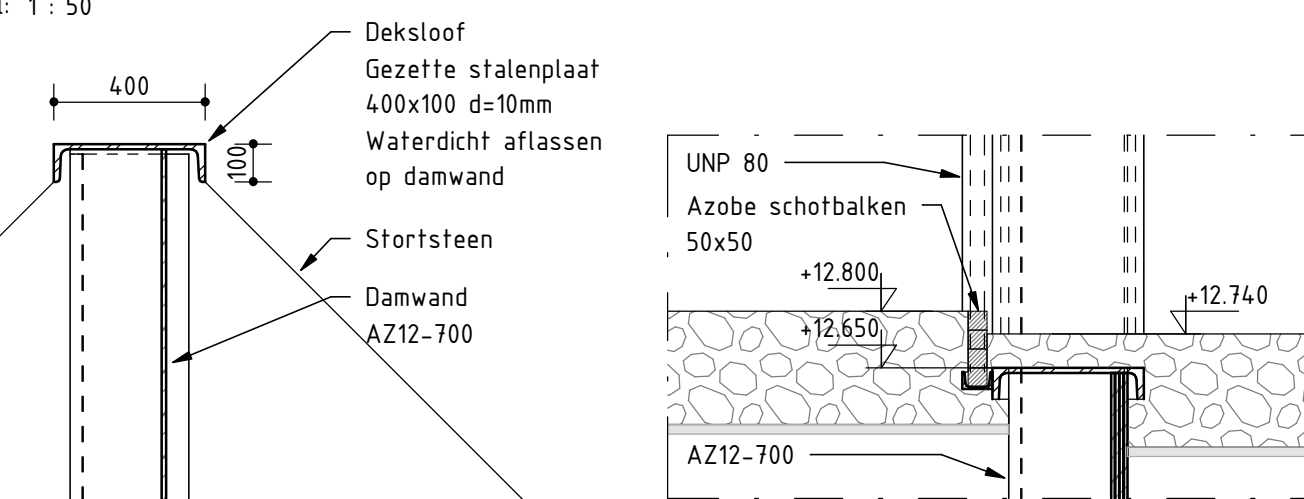 1 : 50
400
100
Deksloof
Gezette stalenplaat
400x100 d=10mm
Waterdicht aflassen
op damwand
Stortsteen
Damwand
AZ12-700
UNP 80
Azobe schotbalken
50x50
+12.800
+12.650
+12.740
AZ12-700